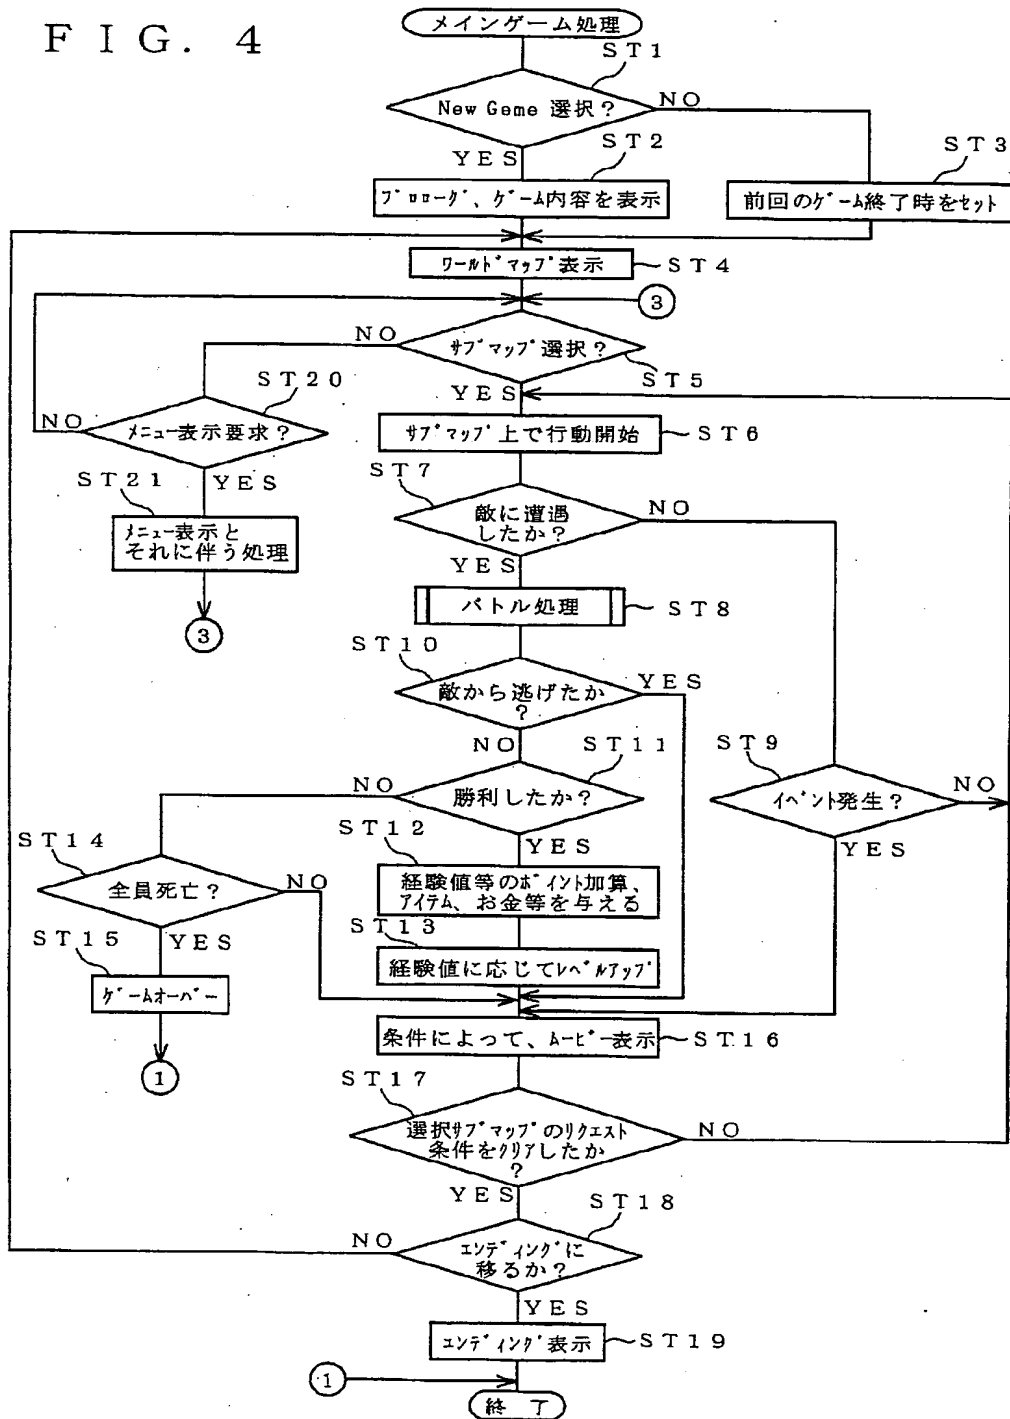 FIG. 4
メインゲーム処理
ST1
New Geme 選択?
NO
YES
ST2
ST3
プロローグ、ゲーム内容を表示
前回のゲーム終了時をセット
ワールドマップ表示
ST4
3
NO
サブマップ選択?
ST5
YES
ST20
NO
メニュー表示要求?
サブマップ上で行動開始
ST6
ST21
YES
ST7
敵に遭遇
したか?
NO
メニュー表示と
それに伴う処理
YES
バトル処理
ST8
3
ST10
敵から逃げたか
?
YES
NO
ST11
ST9
NO
勝利したか?
イベント発生?
NO
ST12
YES
YES
ST14
全員死亡?
NO
経験値等のポイント加算、
アイテム、お金等を与える
ST15
YES
ST13
ゲームオーバー
経験値に応じてレベルアップ
条件によって、ムービー表示
ST16
1
ST17
選択サブマップのリクエスト
条件をクリアしたか
?
NO
YES
ST18
NO
エンディングに
移るか?
YES
エンディング表示
ST19
1
終了